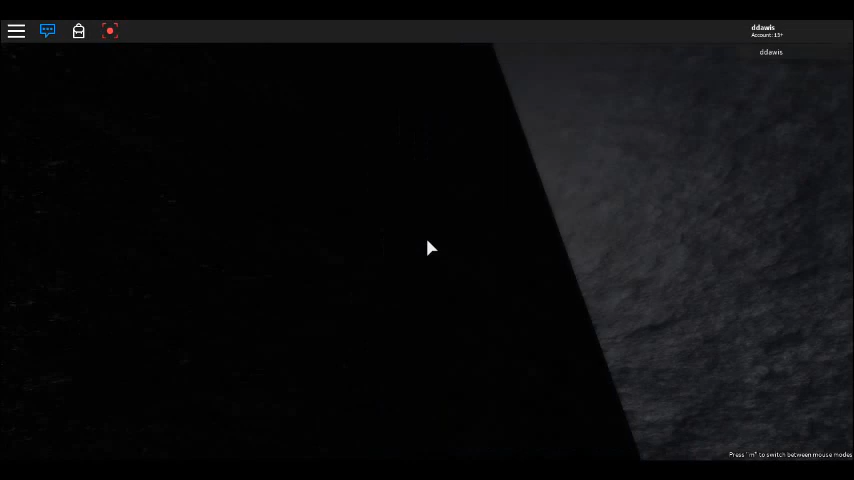 ddawis
Account: 13+
ddawis
Press "m" to switch between mouse modes